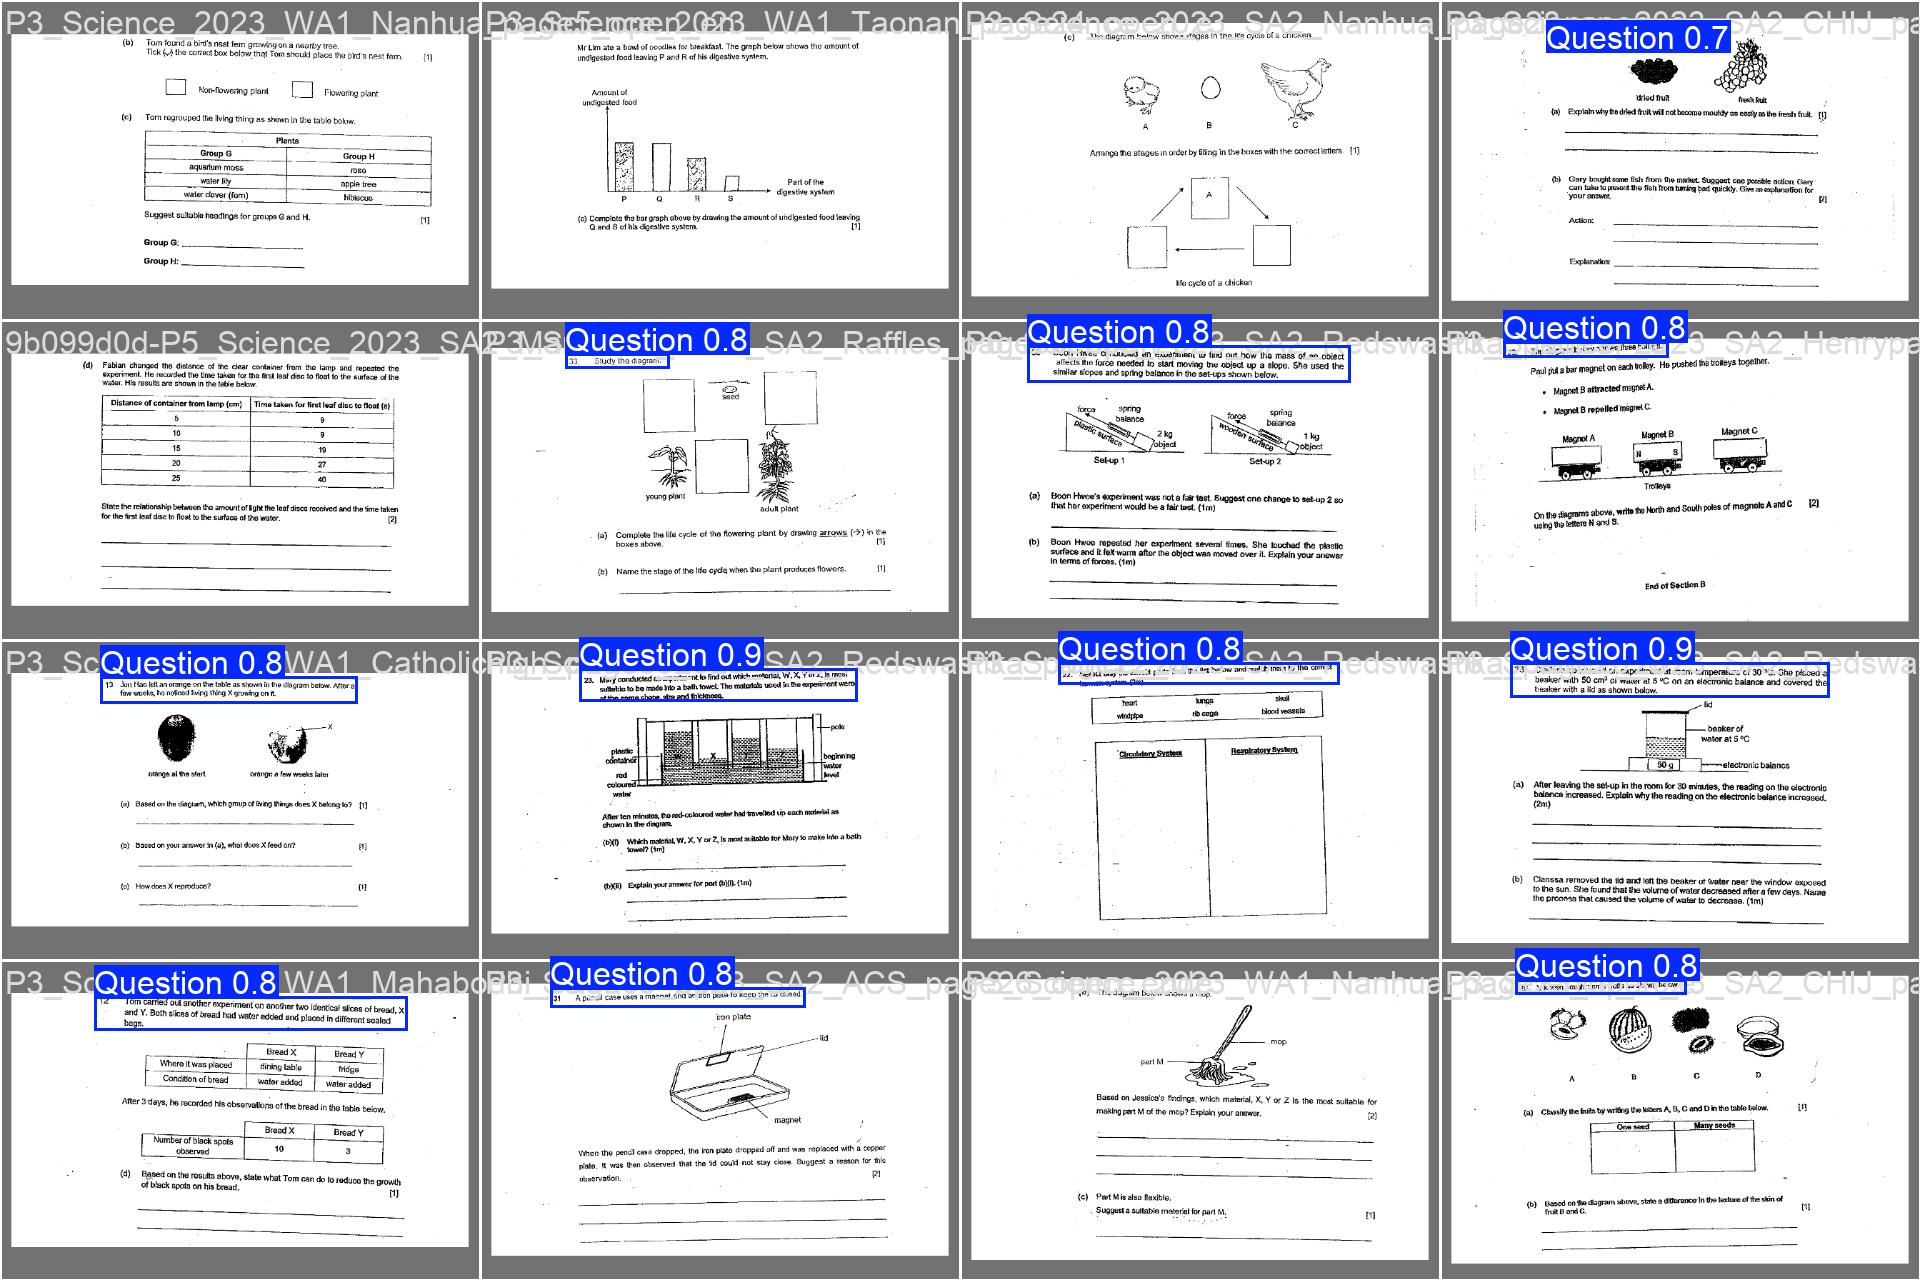 P3_Science_2023_WA1_Nanhua
(b) Tom found a bird's nest fern growing on a nearby tree.
Tick (✓) the correct box below that Tom should place the bird's nest fern. [1]
Non-flowering plant Flowering plant
(c) Tom regrouped the living thing as shown in the table below.
Plants
Group G Group H
aquarium moss rose
water lily apple tree
water clover (fern) hibiscus
Suggest suitable headings for groups G and H. [1]
Group G:
Group H:
Mr Lim ate a bowl of noodles for breakfast. The graph below shows the amount of
undigested food leaving P and R of his digestive system.
Amount of
undigested food
P Q R S
Part of the
digestive system
(c) Complete the bar graph above by drawing the amount of undigested food leaving
Q and S of his digestive system. [1]
(c) The diagram below shows stages in the life cycle of a chicken.
A B C
Arrange the stages in order by filling in the boxes with the correct letters. [1]
A
life cycle of a chicken
Question 0.7
dried fruit fresh fruit
(a) Explain why the dried fruit will not become mouldy as easily as the fresh fruit. [1]
(b) Gary bought some fish from the market. Suggest one possible action Gary
can take to prevent the fish from turning bad quickly. Give an explanation for
your answer. [2]
Action:
Explanation:
9b099d0d-P5_Science_2023_SA2
(d) Fabian changed the distance of the clear container from the lamp and repeated the
experiment. He recorded the time taken for the first leaf disc to float to the surface of the
water. His results are shown in the table below.
Distance of container from lamp (cm) Time taken for first leaf disc to float (s)
5 9
10 9
15 19
20 27
25 40
State the relationship between the amount of light the leaf discs received and the time taken
for the first leaf disc to float to the surface of the water. [2]
Question 0.8
33. Study the diagram.
seed
young plant
adult plant
(a) Complete the life cycle of the flowering plant by drawing arrows (→) in the
boxes above. [1]
(b) Name the stage of the life cycle when the plant produces flowers. [1]
Question 0.8
Boon Hwee conducted an experiment to find out how the mass of an object
affects the force needed to start moving the object up a slope. She used the
similar slopes and spring balance in the set-ups shown below.
force spring balance plastic surface 2 kg object
Set-up 1
force spring balance wooden surface 1 kg object
Set-up 2
(a) Boon Hwee's experiment was not a fair test. Suggest one change to set-up 2 so
that her experiment would be a fair test. (1m)
(b) Boon Hwee repeated her experiment several times. She touched the plastic
surface and it felt warm after the object was moved over it. Explain your answer
in terms of forces. (1m)
Question 0.8
Paul put a bar magnet on each trolley. He pushed the trolleys together.
• Magnet B attracted magnet A.
• Magnet B repelled magnet C.
Magnet A Magnet B Magnet C
N S
Trolleys
On the diagrams above, write the North and South poles of magnets A and C [2]
using the letters N and S.
End of Section B
Question 0.8
13 Jun Hao left an orange on the table as shown in the diagram below. After a
few weeks, he noticed living thing X growing on it.
X
orange at the start orange a few weeks later
(a) Based on the diagram, which group of living things does X belong to? [1]
(b) Based on your answer in (a), what does X feed on? [1]
(c) How does X reproduce? [1]
Question 0.9
23. Mary conducted an experiment to find out which material, W, X, Y or Z, is most
suitable to be made into a bath towel. The materials used in the experiment were
of the same shape, size and thickness.
pole
plastic container
X
beginning water level
red coloured water
After ten minutes, the red-coloured water had travelled up each material as
shown in the diagram.
(b)(i) Which material, W, X, Y or Z, is most suitable for Mary to make into a bath
towel? (1m)
(b)(ii) Explain your answer for part (b)(i). (1m)
Question 0.8
22.
heart lungs skull
windpipe rib cage blood vessels
Circulatory System Respiratory System
Question 0.9
beaker with 50 cm³ of water at 5 °C on an electronic balance and covered the
beaker with a lid as shown below.
lid
beaker of
water at 5 °C
50 g
electronic balance
(a) After leaving the set-up in the room for 30 minutes, the reading on the electronic
balance increased. Explain why the reading on the electronic balance increased.
(2m)
(b) Clarissa removed the lid and left the beaker of water near the window exposed
to the sun. She found that the volume of water decreased after a few days. Name
the process that caused the volume of water to decrease. (1m)
Question 0.8
12 Tom carried out another experiment on another two identical slices of bread, X
and Y. Both slices of bread had water added and placed in different sealed
bags.
Bread X Bread Y
Where it was placed dining table fridge
Condition of bread water added water added
After 3 days, he recorded his observations of the bread in the table below.
Bread X Bread Y
Number of black spots observed 10 3
(d) Based on the results above, state what Tom can do to reduce the growth
of black spots on his bread. [1]
Question 0.8
31 A pencil case uses a magnet and an iron plate to keep the lid closed.
iron plate
lid
magnet
When the pencil case dropped, the iron plate dropped off and was replaced with a copper
plate. It was then observed that the lid could not stay close. Suggest a reason for this
observation. [2]
The diagram below shows a mop.
mop
part M
Based on Jessica's findings, which material, X, Y or Z is the most suitable for
making part M of the mop? Explain your answer. [2]
(c) Part M is also flexible.
Suggest a suitable material for part M. [1]
Question 0.8
A B C D
(a) Classify the fruits by writing the letters A, B, C and D in the table below. [1]
One seed Many seeds
(b) Based on the diagram above, state a difference in the texture of the skin of
fruit B and C. [1]